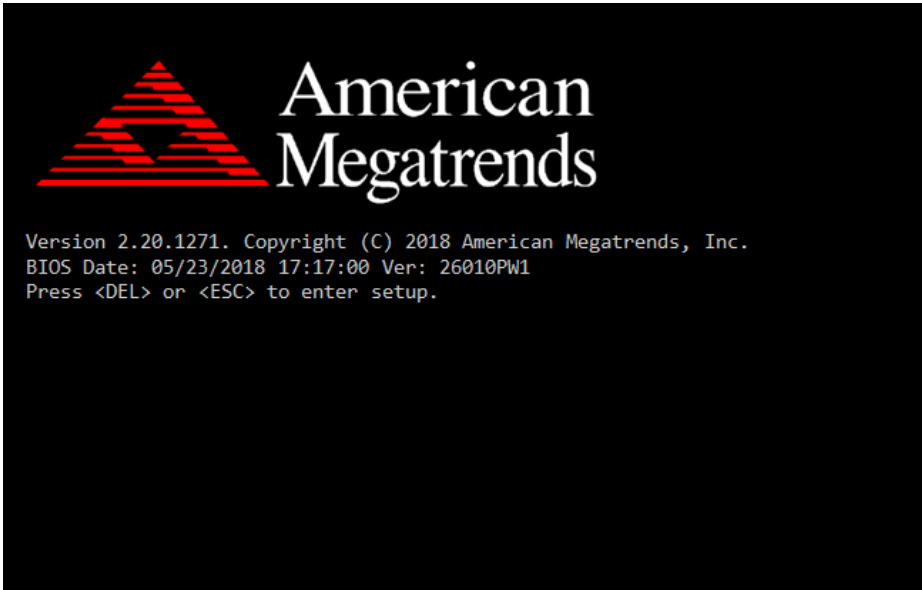 American
Megatrends
Version 2.20.1271. Copyright (C) 2018 American Megatrends, Inc.
BIOS Date: 05/23/2018 17:17:00 Ver: 26010PW1
Press <DEL> or <ESC> to enter setup.